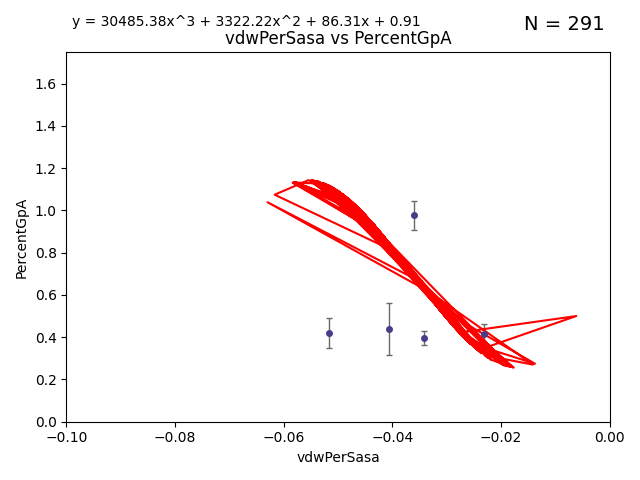 y = 30485.38x^3 + 3322.22x^2 + 86.31x + 0.91
N = 291
vdwPerSasa vs PercentGpA
PercentGpA
1.6
1.4
1.2
1.0
0.8
0.6
0.4
0.2
0.0
−0.10 −0.08 −0.06 −0.04 −0.02 0.00
vdwPerSasa